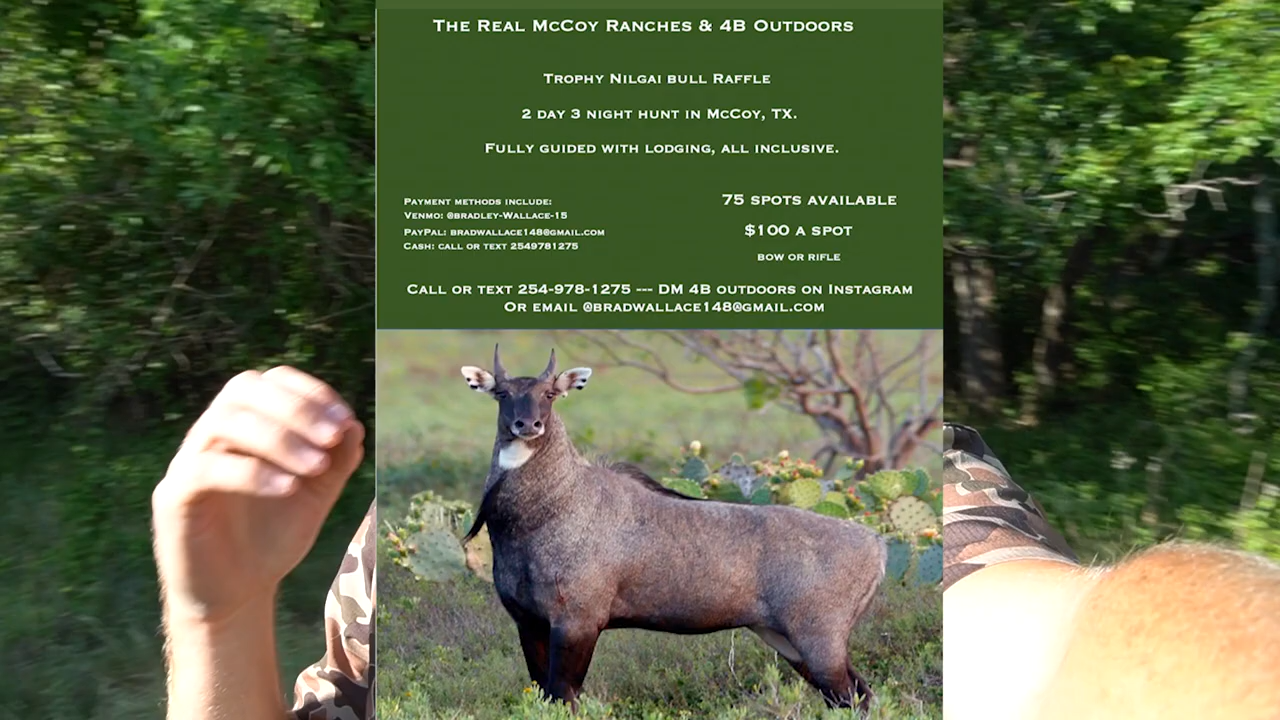 The Real McCoy Ranches & 4B Outdoors
Trophy Nilgai bull Raffle
2 day 3 night hunt in McCoy, TX.
Fully guided with lodging, all inclusive.
Payment methods include:
Venmo: @bradley-Wallace-15
PayPal: bradwallace148@gmail.com
Cash: call or text 2549781275
75 spots available
$100 a spot
bow or rifle
Call or text 254-978-1275 --- DM 4B outdoors on Instagram
Or email @bradwallace148@gmail.com